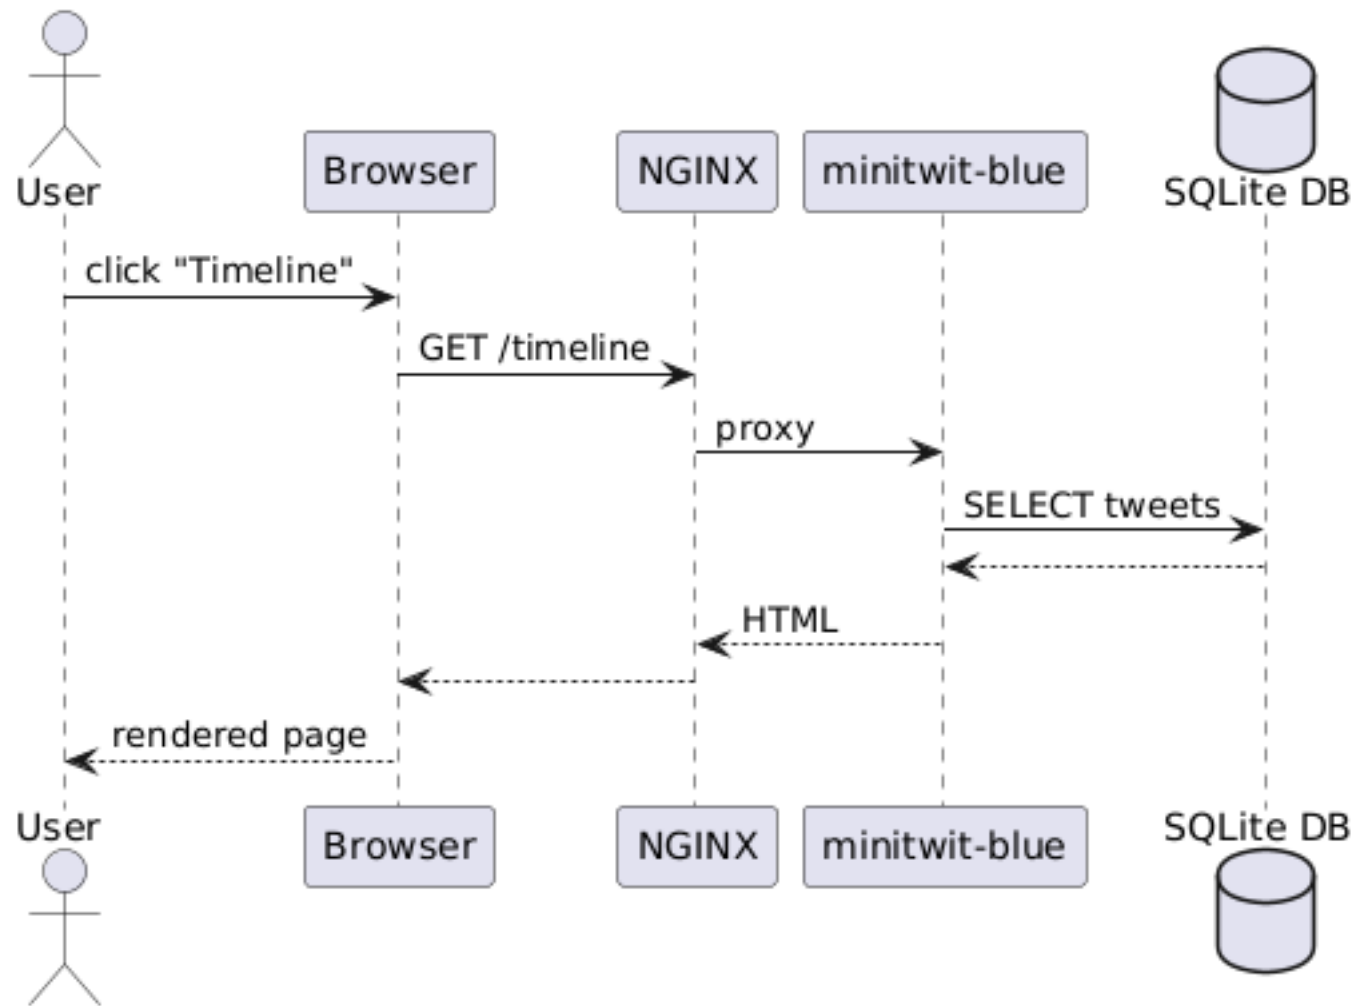 User
Browser
NGINX
minitwit-blue
SQLite DB
click "Timeline"
GET /timeline
proxy
SELECT tweets
HTML
rendered page
User
Browser
NGINX
minitwit-blue
SQLite DB